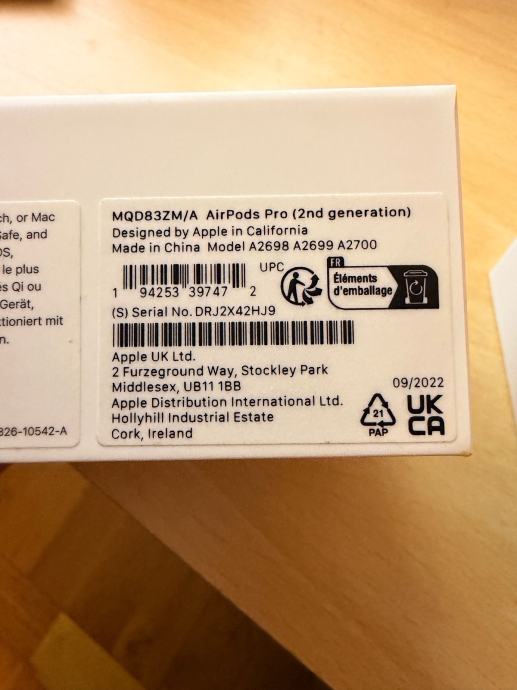 ch, or Mac
Safe, and
OS,
le plus
és Qi ou
Gerät,
ktioniert mit
n.
826-10542-A
MQD83ZM/A AirPods Pro (2nd generation)
Designed by Apple in California
Made in China Model A2698 A2699 A2700
UPC
1 94253 39747 2
FR
Éléments d'emballage
(S) Serial No. DRJ2X42HJ9
Apple UK Ltd.
2 Furzeground Way, Stockley Park
Middlesex, UB11 1BB
Apple Distribution International Ltd.
Hollyhill Industrial Estate
Cork, Ireland
09/2022
21
PAP
UK
CA